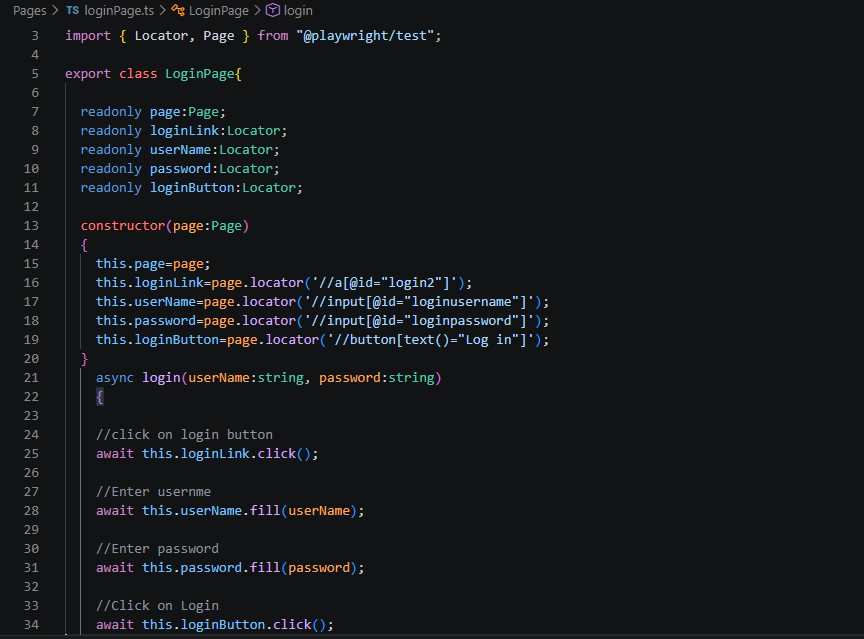 Pages > TS loginPage.ts > LoginPage > login
3 import { Locator, Page } from "@playwright/test";
4
5 export class LoginPage{
6
7 readonly page:Page;
8 readonly loginLink:Locator;
9 readonly userName:Locator;
10 readonly password:Locator;
11 readonly loginButton:Locator;
12
13 constructor(page:Page)
14 {
15 this.page=page;
16 this.loginLink=page.locator('//a[@id="login2"]');
17 this.userName=page.locator('//input[@id="loginusername"]');
18 this.password=page.locator('//input[@id="loginpassword"]');
19 this.loginButton=page.locator('//button[text()="Log in"]');
20 }
21 async login(userName:string, password:string)
22 {
23
24 //click on login button
25 await this.loginLink.click();
26
27 //Enter usernme
28 await this.userName.fill(userName);
29
30 //Enter password
31 await this.password.fill(password);
32
33 //Click on Login
34 await this.loginButton.click();